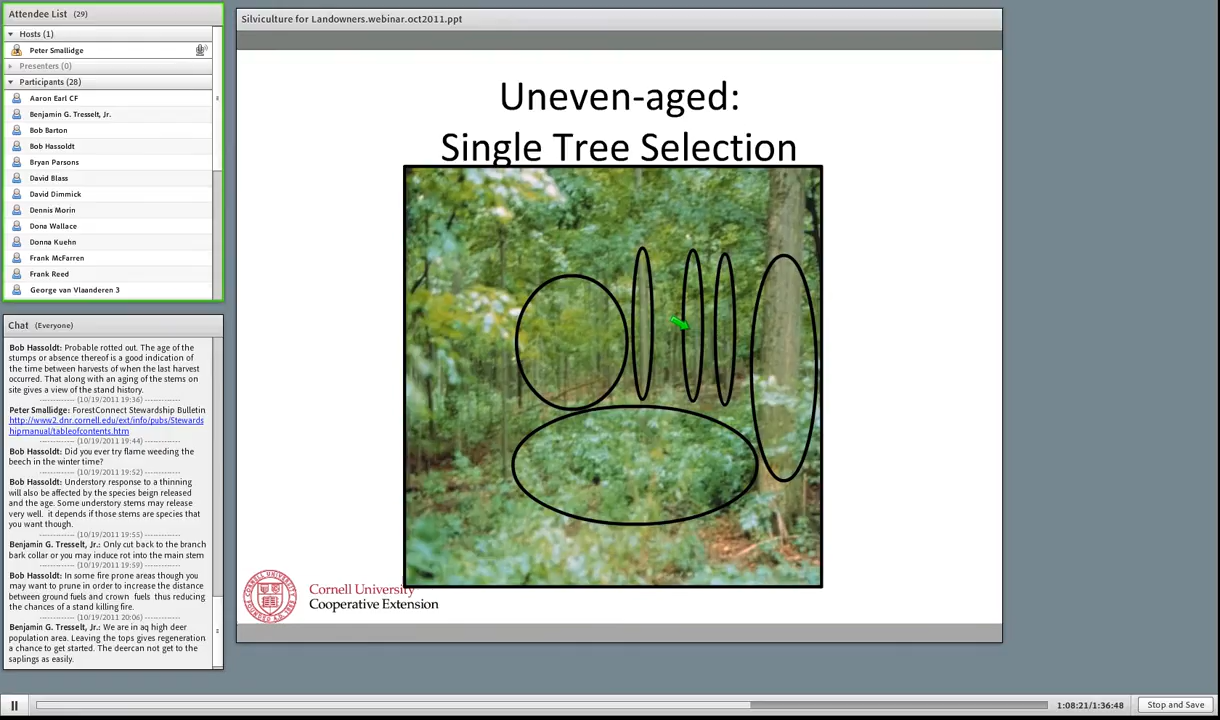 Attendee List (29)
Hosts (1)
Peter Smallidge
Presenters (0)
Participants (28)
Aaron Earl CF
Benjamin G. Tresselt, Jr.
Bob Barton
Bob Hassoldt
Bryan Parsons
David Blass
David Dimmick
Dennis Morin
Dona Wallace
Donna Kuehn
Frank McFarren
Frank Reed
George van Vlaanderen 3
Chat (Everyone)
Bob Hassoldt: Probable rotted out. The age of the
stumps or absence thereof is a good indication of
the time between harvests of when the last harvest
occurred. That along with an aging of the stems on
site gives a view of the stand history.
------------ (10/19/2011 19:36) ------------
Peter Smallidge: ForestConnect Stewardship Bulletin
http://www2.dnr.cornell.edu/ext/info/pubs/Stewards
hipmanual/tableofcontents.htm
------------ (10/19/2011 19:44) ------------
Bob Hassoldt: Did you ever try flame weeding the
beech in the winter time?
------------ (10/19/2011 19:52) ------------
Bob Hassoldt: Understory response to a thinning
will also be affected by the species beign released
and the age. Some understory stems may release
very well. it depends if those stems are species that
you want though.
------------ (10/19/2011 19:55) ------------
Benjamin G. Tresselt, Jr.: Only cut back to the branch
bark collar or you may induce rot into the main stem
------------ (10/19/2011 19:59) ------------
Bob Hassoldt: In some fire prone areas though you
may want to prune in order to increase the distance
between ground fuels and crown fuels thus reducing
the chances of a stand killing fire.
------------ (10/19/2011 20:06) ------------
Benjamin G. Tresselt, Jr.: We are in aq high deer
population area. Leaving the tops gives regeneration
a chance to get started. The deercan not get to the
saplings as easily.
Silviculture for Landowners.webinar.oct2011.ppt
Uneven-aged:
Single Tree Selection
Cornell University
Cooperative Extension
1:08:21/1:36:48
Stop and Save